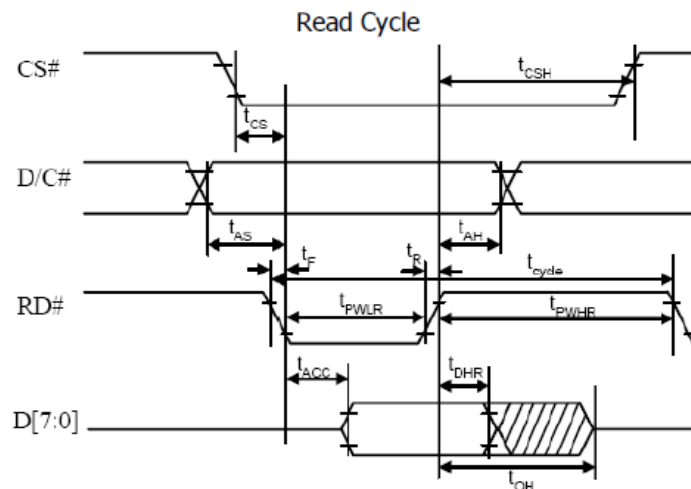 Read Cycle
CS#
tCSH
tCS
D/C#
tAS
tAH
tF
tR
tcycle
RD#
tPWLR
tPWHR
tACC
tDHR
D[7:0]
tOH